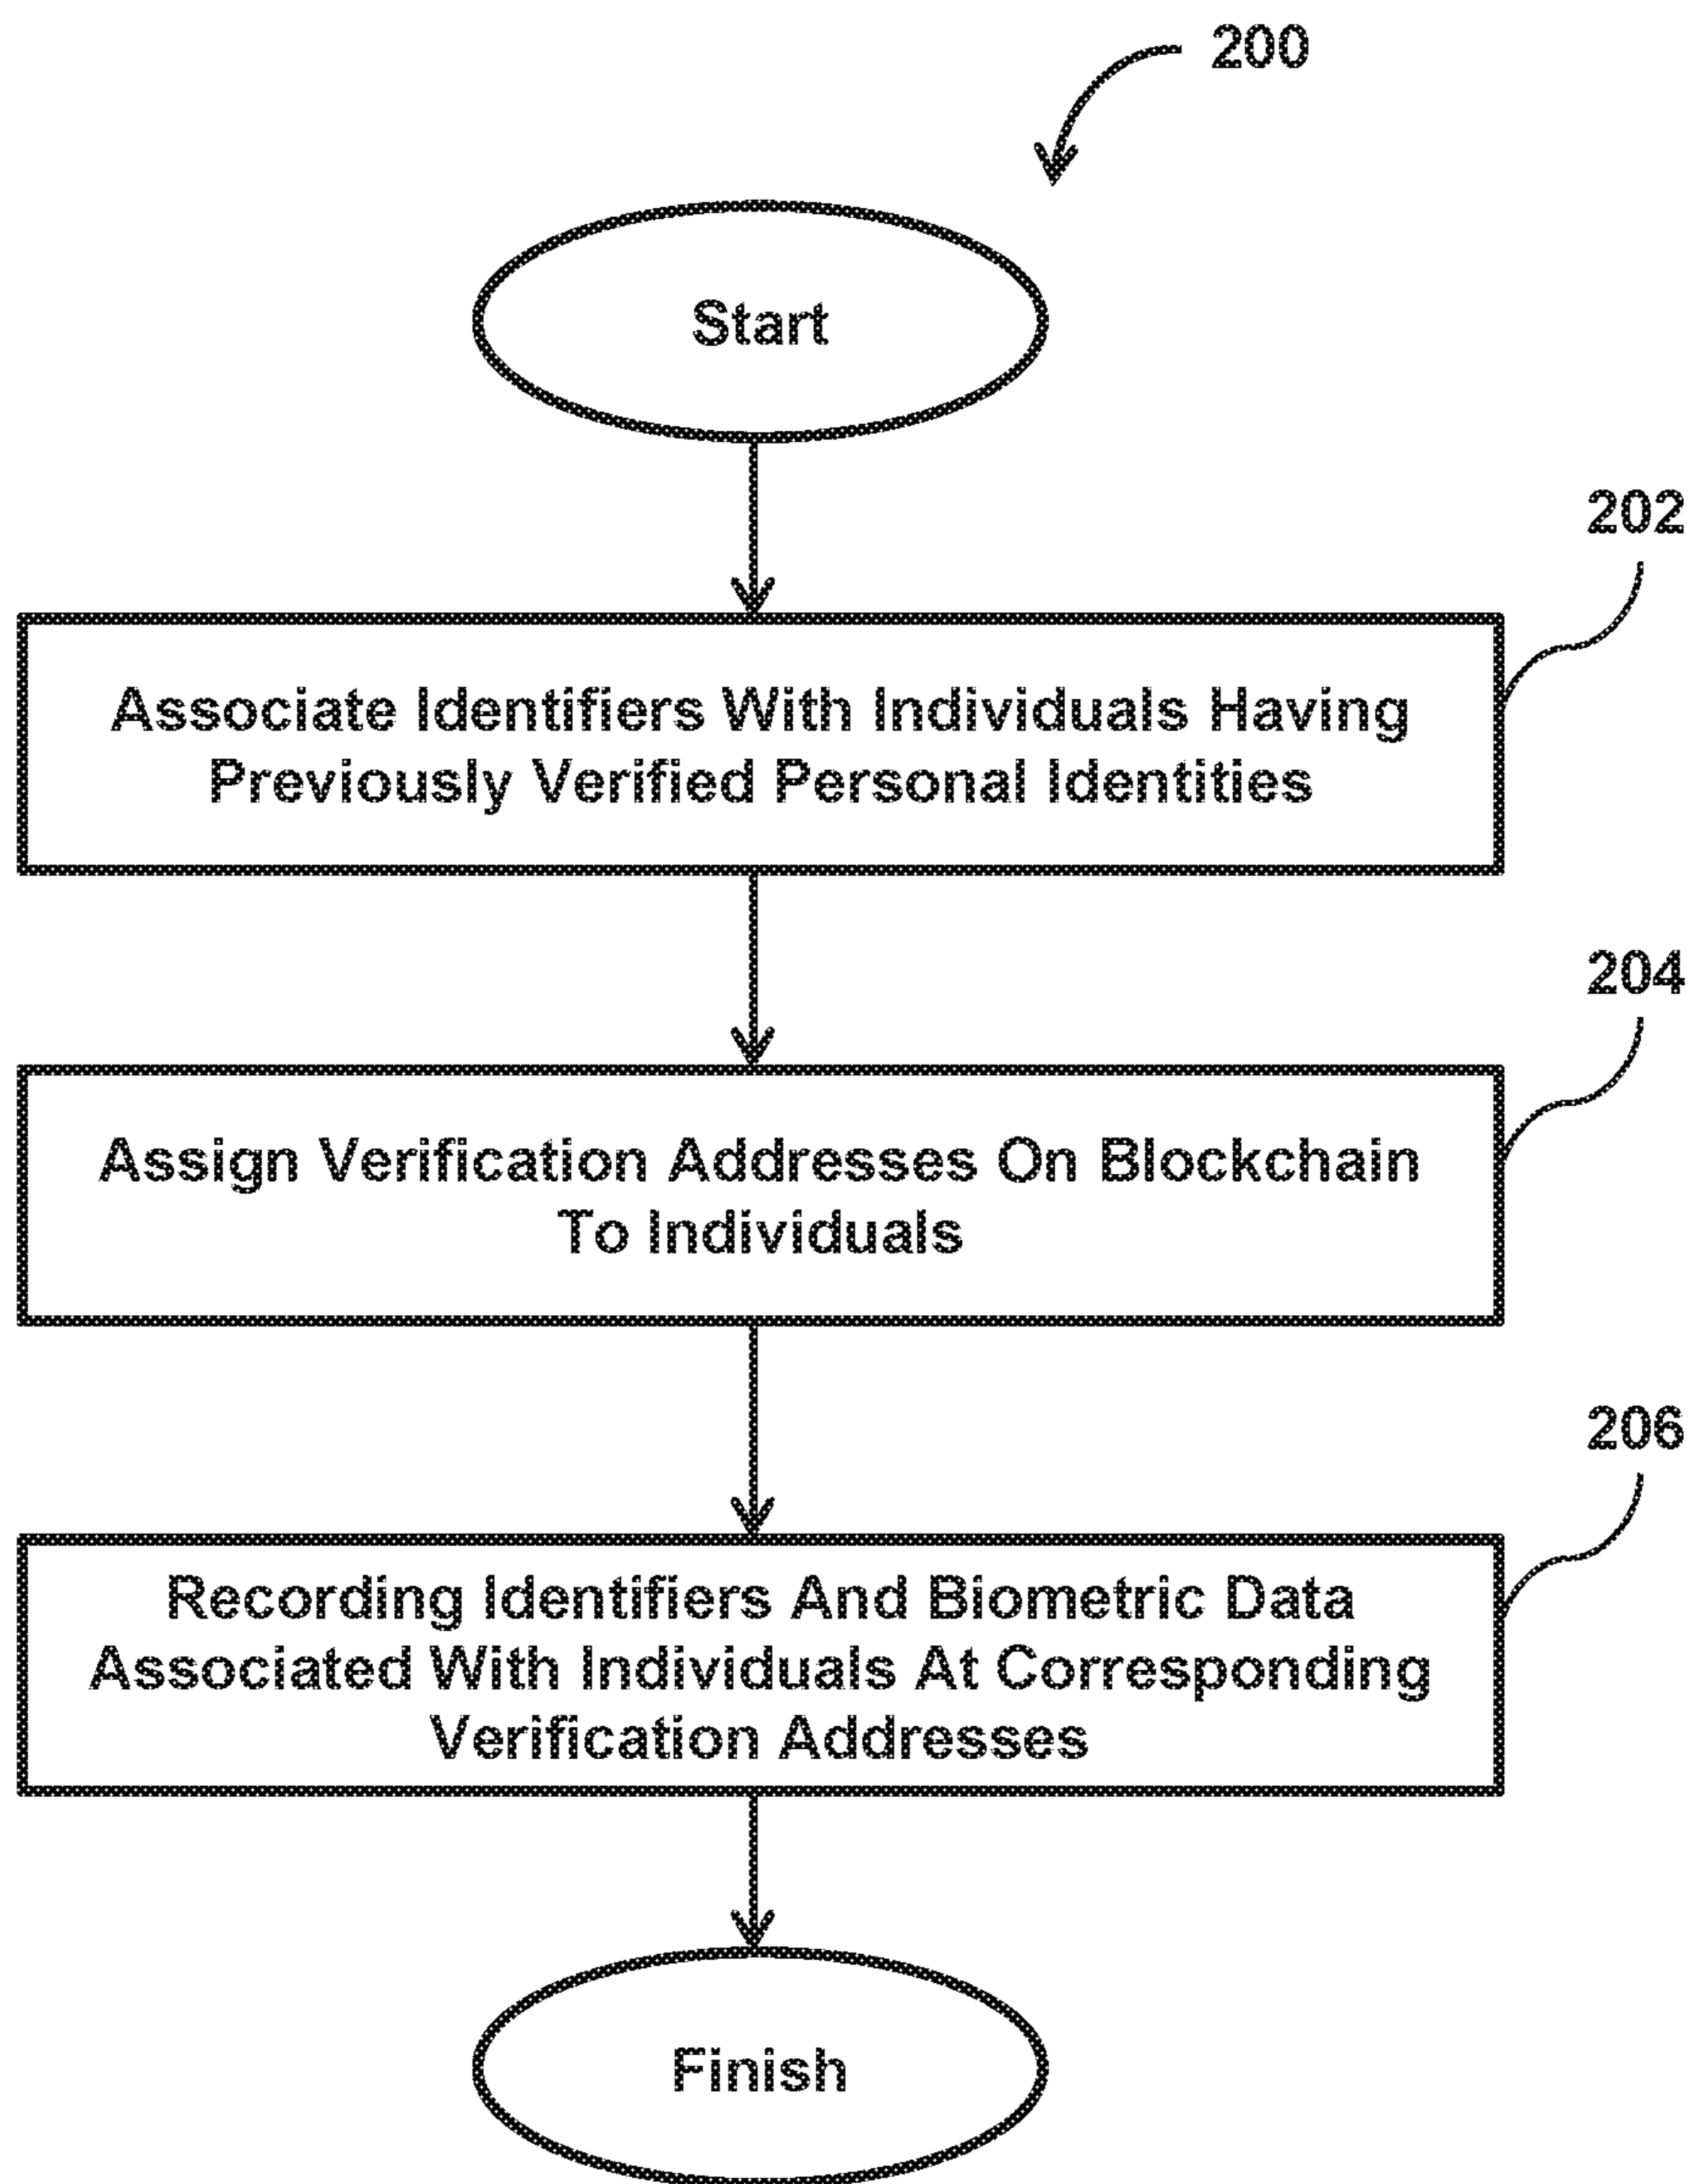 200
Start
202
Associate Identifiers With Individuals Having
Previously Verified Personal Identities
204
Assign Verification Addresses On Blockchain
To Individuals
206
Recording Identifiers And Biometric Data
Associated With Individuals At Corresponding
Verification Addresses
Finish